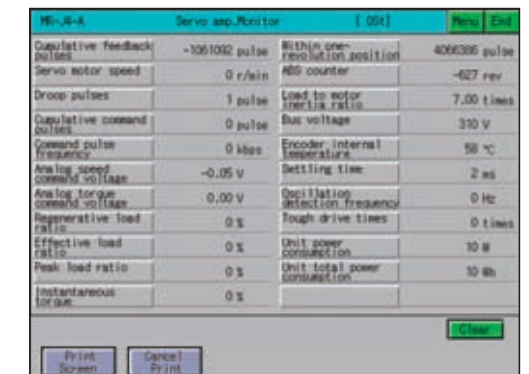 MR-J4-A Servo amp.Monitor [ 0St] Menu End
Cumulative feedback pulses -1061092 pulse
Within one-revolution position 4066386 pulse
Servo motor speed 0 r/min
ABS counter -627 rev
Droop pulses 1 pulse
Load to motor inertia ratio 7.00 times
Cumulative command pulses 0 pulse
Bus voltage 310 V
Command pulse frequency 0 kbps
Encoder internal temperature 58 ℃
Analog speed command voltage -0.05 V
Settling time 2 ms
Analog torque command voltage 0.00 V
Oscillation detection frequency 0 Hz
Regenerative load ratio 0 %
Tough drive times 0 times
Effective load ratio 0 %
Unit power consumption 10 W
Peak load ratio 0 %
Unit total power consumption 10 Wh
Instantaneous torque 0 %
Clear
Print Screen
Cancel Print